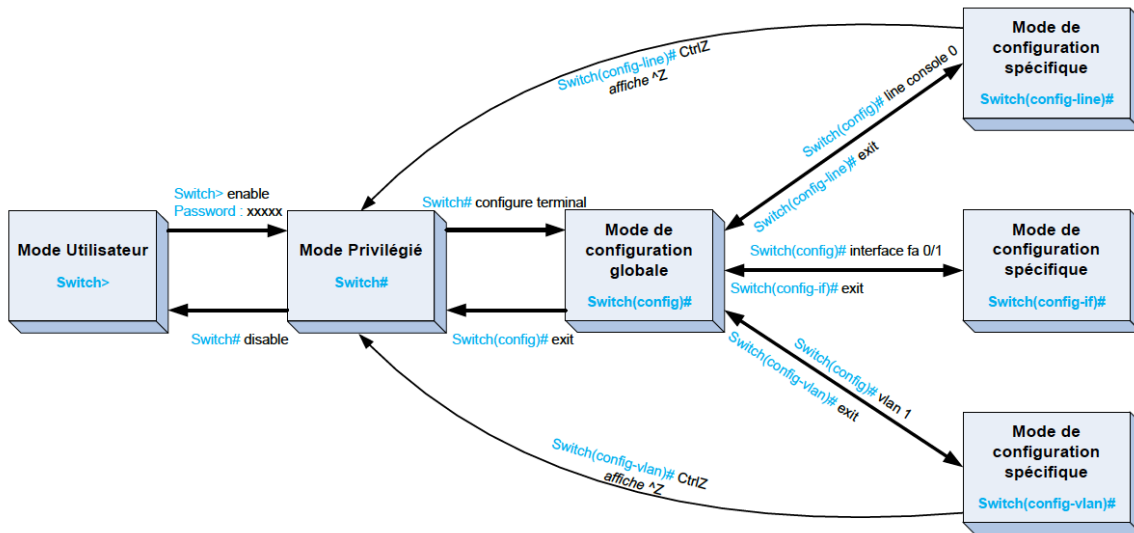 Mode de
configuration
spécifique
Switch(config-line)#
Switch(config-line)# CtrlZ
affiche ^Z
Switch(config)# line console 0
Switch(config-line)# exit
Switch> enable
Password : xxxxx
Switch# configure terminal
Mode Utilisateur
Switch>
Mode Privilégié
Switch#
Mode de
configuration
globale
Switch(config)#
Switch(config)# interface fa 0/1
Switch(config-if)# exit
Mode de
configuration
spécifique
Switch(config-if)#
Switch# disable
Switch(config)# exit
Switch(config)# vlan 1
Switch(config-vlan)# exit
Switch(config-vlan)# CtrlZ
affiche ^Z
Mode de
configuration
spécifique
Switch(config-vlan)#